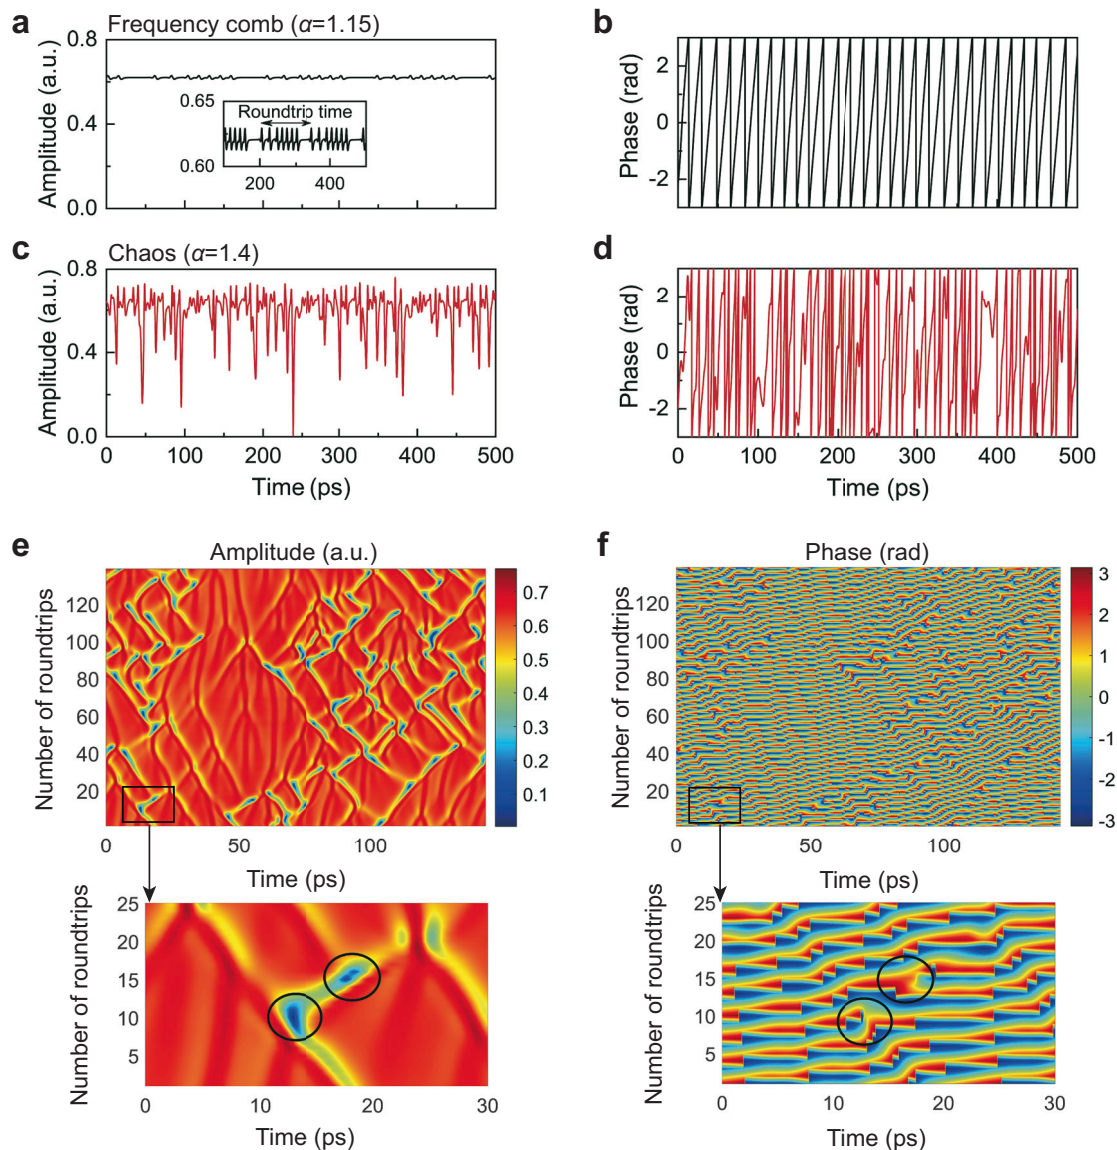 a Frequency comb (α=1.15)
Amplitude (a.u.)
0.8
0.4
0.0
0.65
0.60
Roundtrip time
200 400
b
Phase (rad)
2
0
-2
c Chaos (α=1.4)
Amplitude (a.u.)
0.8
0.4
0.0
0 100 200 300 400 500
Time (ps)
d
Phase (rad)
2
0
-2
0 100 200 300 400 500
Time (ps)
e
Amplitude (a.u.)
Number of roundtrips
120
100
80
60
40
20
0 50 100
Time (ps)
0.7
0.6
0.5
0.4
0.3
0.2
0.1
Number of roundtrips
25
20
15
10
5
0 10 20 30
Time (ps)
f
Phase (rad)
Number of roundtrips
120
100
80
60
40
20
0 50 100
Time (ps)
3
2
1
0
-1
-2
-3
Number of roundtrips
25
20
15
10
5
0 10 20 30
Time (ps)